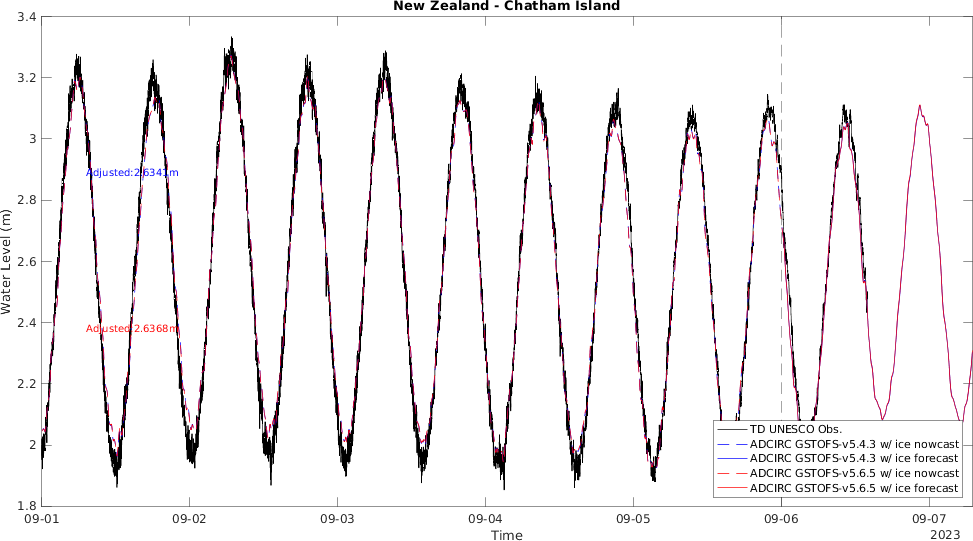 New Zealand - Chatham Island
3.4
3.2
3
2.8
2.6
2.4
2.2
2
1.8
Water Level (m)
Adjusted:2.6341m
Adjusted:2.6368m
TD UNESCO Obs.
ADCIRC GSTOFS-v5.4.3 w/ ice nowcast
ADCIRC GSTOFS-v5.4.3 w/ ice forecast
ADCIRC GSTOFS-v5.6.5 w/ ice nowcast
ADCIRC GSTOFS-v5.6.5 w/ ice forecast
09-01 09-02 09-03 09-04 09-05 09-06 09-07
Time
2023